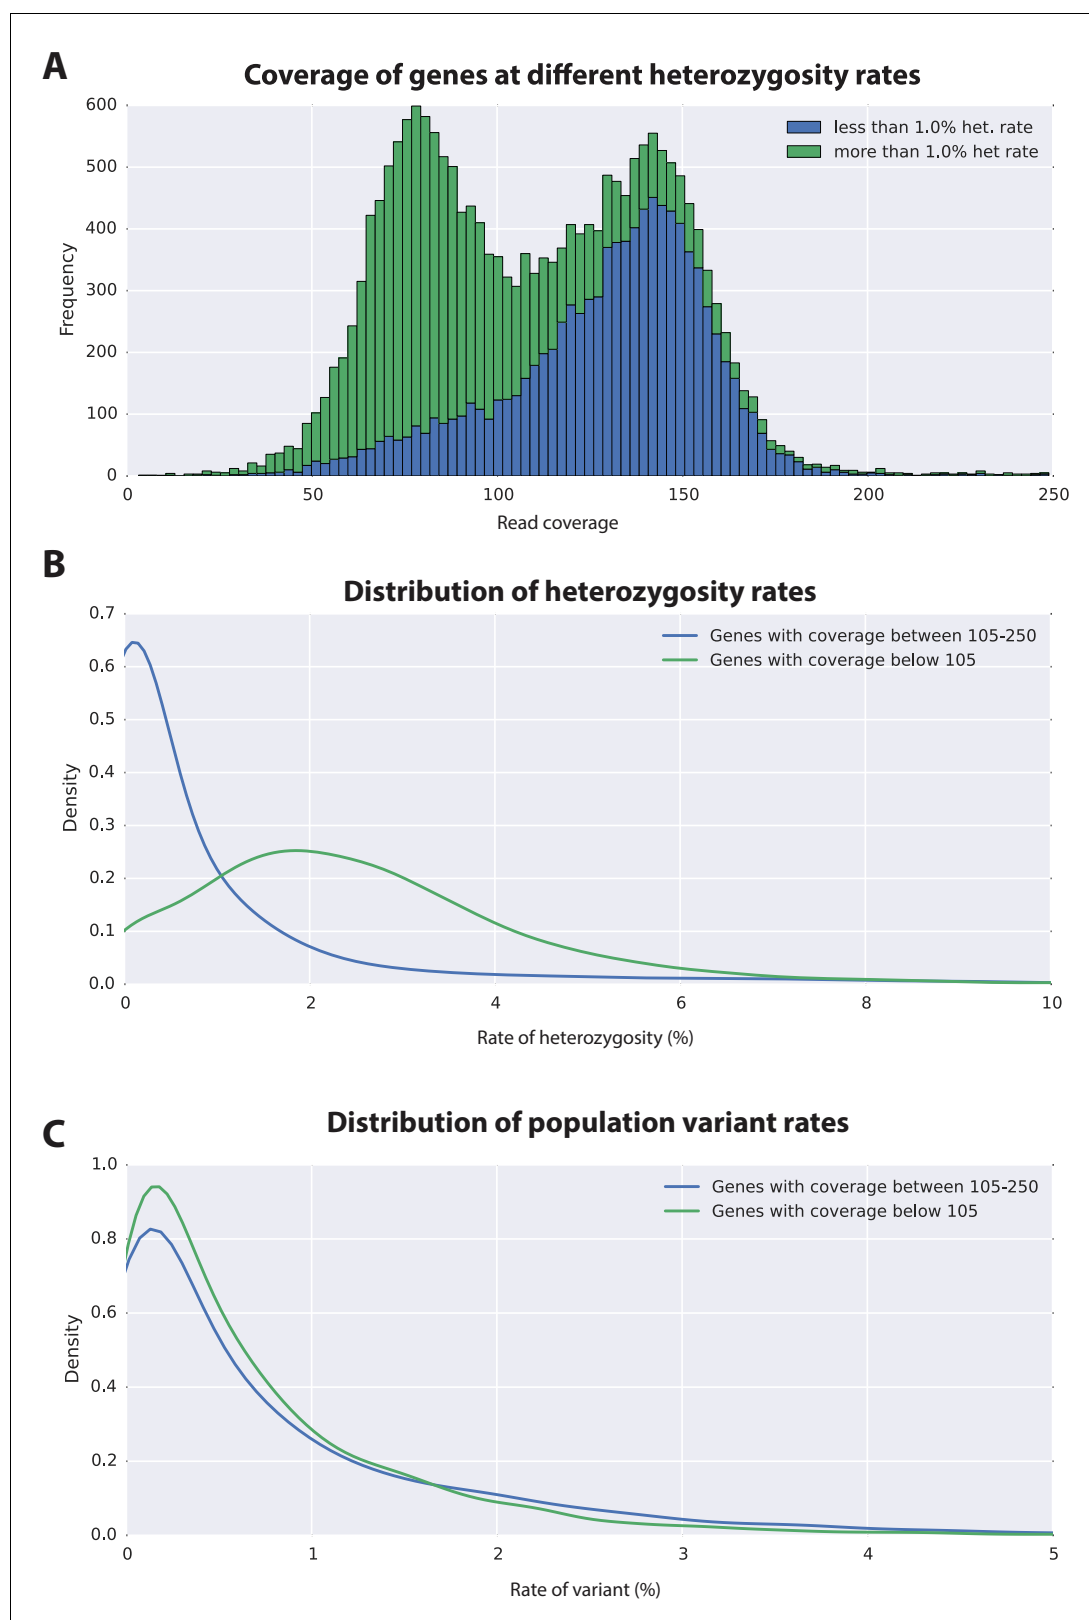 A
Coverage of genes at different heterozygosity rates
600
500
400
300
200
100
0
Frequency
less than 1.0% het. rate
more than 1.0% het rate
0 50 100 150 200 250
Read coverage
B
Distribution of heterozygosity rates
0.7
0.6
0.5
0.4
0.3
0.2
0.1
0.0
Density
Genes with coverage between 105-250
Genes with coverage below 105
0 2 4 6 8 10
Rate of heterozygosity (%)
C
Distribution of population variant rates
1.0
0.8
0.6
0.4
0.2
0.0
Density
Genes with coverage between 105-250
Genes with coverage below 105
0 1 2 3 4 5
Rate of variant (%)